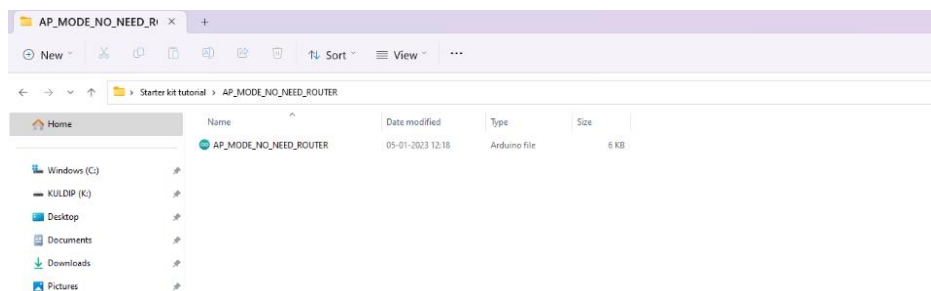 AP_MODE_NO_NEED_R
New Sort View ...
Starter kit tutorial > AP_MODE_NO_NEED_ROUTER
Home
Name Date modified Type Size
AP_MODE_NO_NEED_ROUTER 05-01-2023 12:18 Arduino file 6 KB
Windows (C:)
KULDIP (K:)
Desktop
Documents
Downloads
Pictures